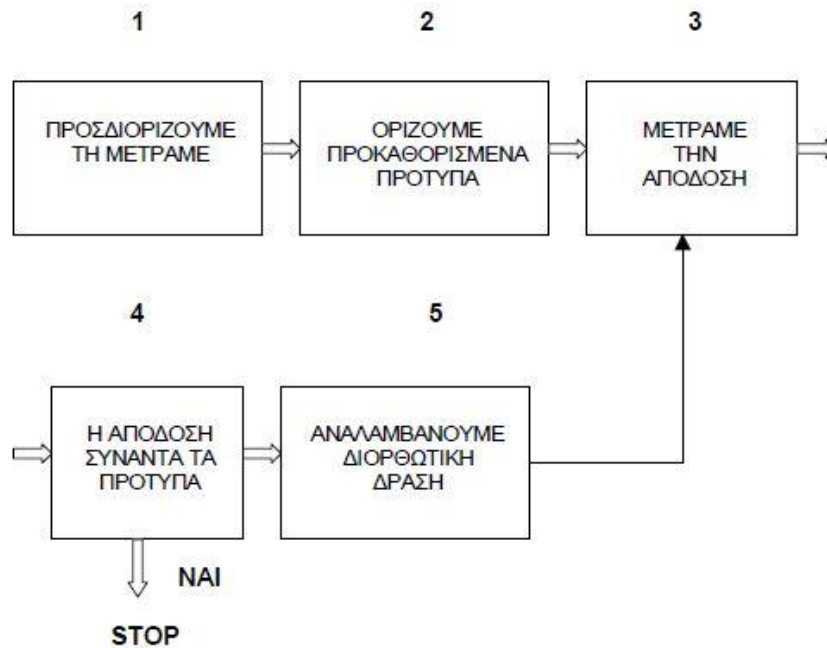 1
2
3
ΠΡΟΣΔΙΟΡΙΖΟΥΜΕ
ΤΗ ΜΕΤΡΑΜΕ
ΟΡΙΖΟΥΜΕ
ΠΡΟΚΑΘΟΡΙΣΜΕΝΑ
ΠΡΟΤΥΠΑ
ΜΕΤΡΑΜΕ
ΤΗΝ
ΑΠΟΔΟΣΗ
4
5
Η ΑΠΟΔΟΣΗ
ΣΥΝΑΝΤΑ ΤΑ
ΠΡΟΤΥΠΑ
ΑΝΑΛΑΜΒΑΝΟΥΜΕ
ΔΙΟΡΘΩΤΙΚΗ
ΔΡΑΣΗ
ΝΑΙ
STOP